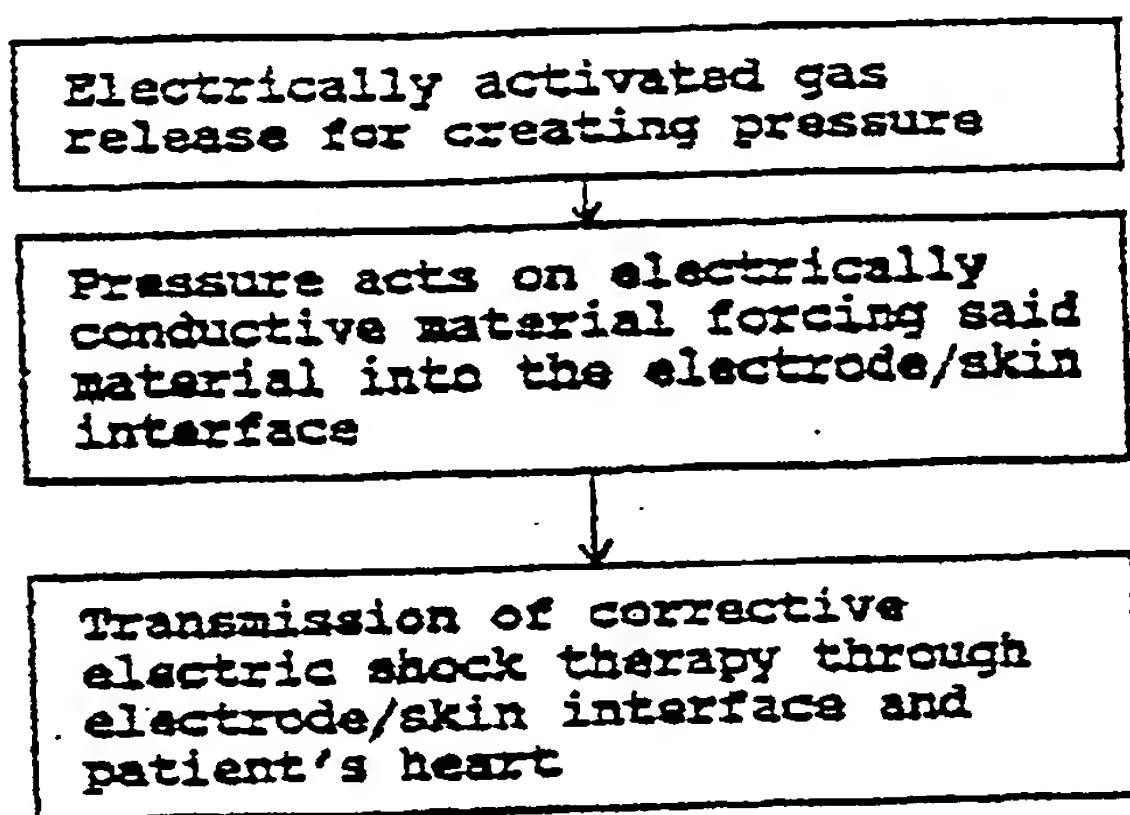 Electrically activated gas
release for creating pressure
Pressure acts on electrically
conductive material forcing said
material into the electrode/skin
interface
Transmission of corrective
electric shock therapy through
electrode/skin interface and
patient's heart